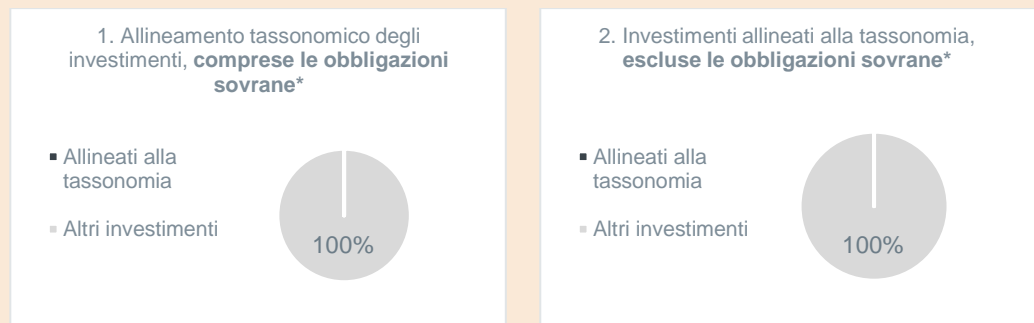 1. Allineamento tassonomico degli
investimenti, comprese le obbligazioni
sovrane*
Allineati alla
tassonomia
Altri investimenti
100%
2. Investimenti allineati alla tassonomia,
escluse le obbligazioni sovrane*
Allineati alla
tassonomia
Altri investimenti
100%